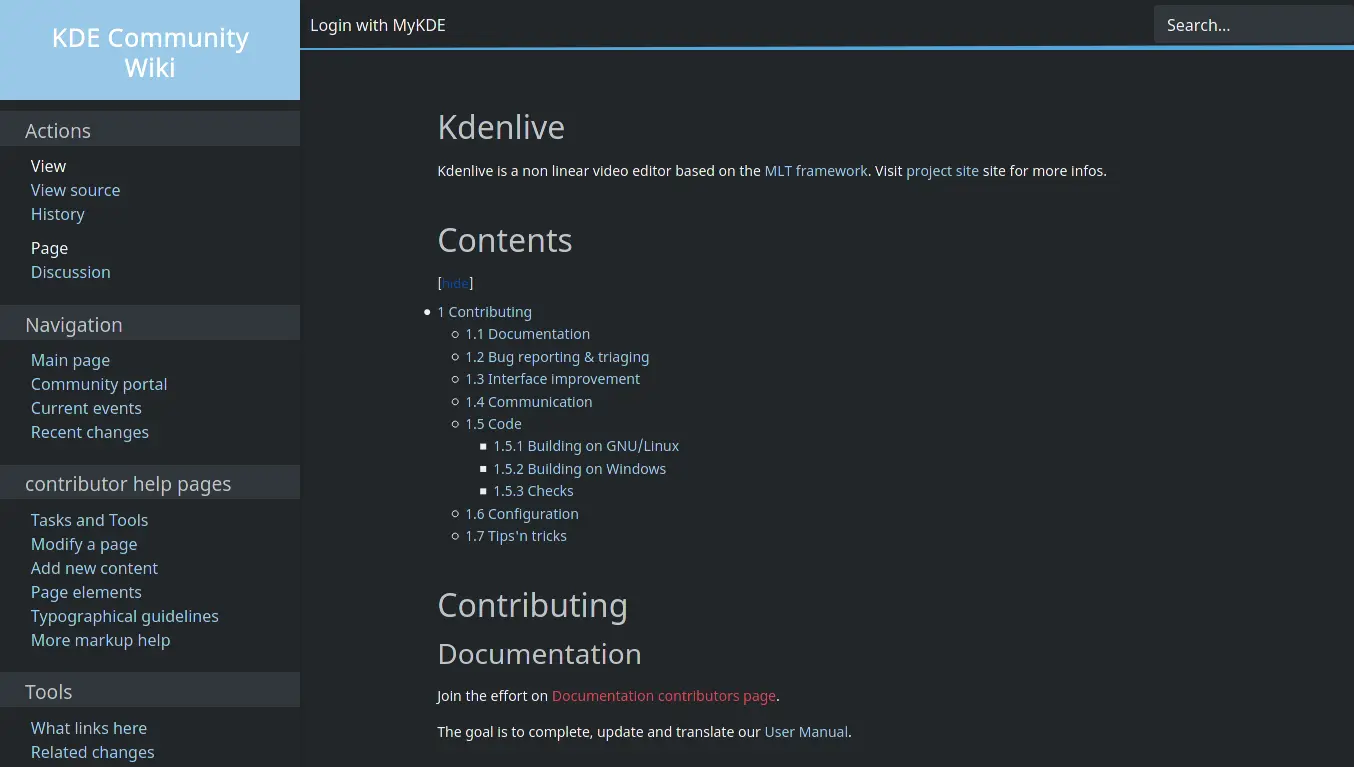 KDE Community
Wiki
Login with MyKDE
Search...
Actions
View
View source
History
Page
Discussion
Navigation
Main page
Community portal
Current events
Recent changes
contributor help pages
Tasks and Tools
Modify a page
Add new content
Page elements
Typographical guidelines
More markup help
Tools
What links here
Related changes
Kdenlive
Kdenlive is a non linear video editor based on the MLT framework. Visit project site site for more infos.
Contents
[hide]
1 Contributing
1.1 Documentation
1.2 Bug reporting & triaging
1.3 Interface improvement
1.4 Communication
1.5 Code
1.5.1 Building on GNU/Linux
1.5.2 Building on Windows
1.5.3 Checks
1.6 Configuration
1.7 Tips'n tricks
Contributing
Documentation
Join the effort on Documentation contributors page.
The goal is to complete, update and translate our User Manual.